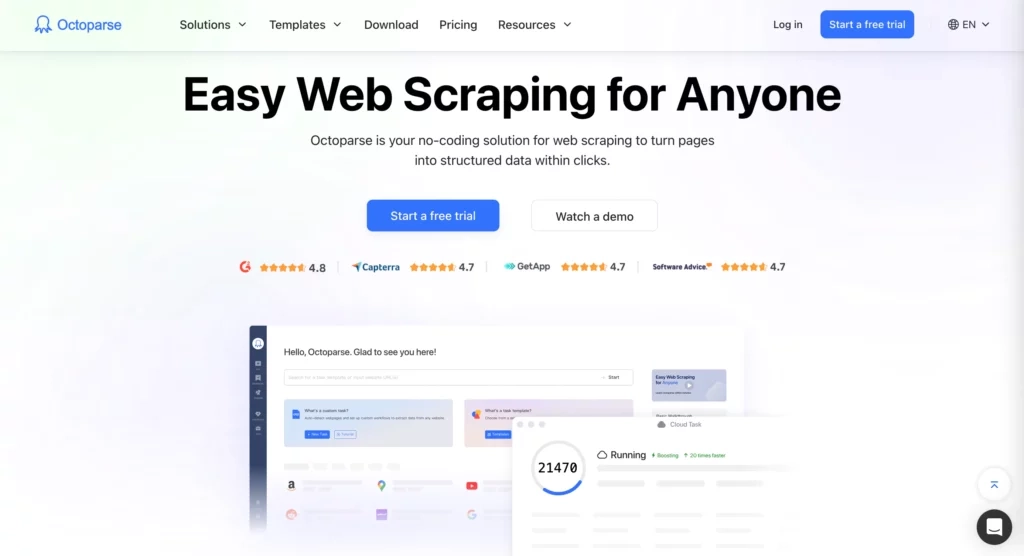 Octoparse
Solutions
Templates
Download
Pricing
Resources
Log in
Start a free trial
EN
Easy Web Scraping for Anyone
Octoparse is your no-coding solution for web scraping to turn pages
into structured data within clicks.
Start a free trial
Watch a demo
4.8
Capterra
4.7
GetApp
4.7
Software Advice.
4.7
Hello, Octoparse. Glad to see you here!
Start
Easy Web Scraping
for Anyone
What's a custom task?
+ New Task
What's a task template?
Cloud Task
21470
Running
Boosting
20 times faster